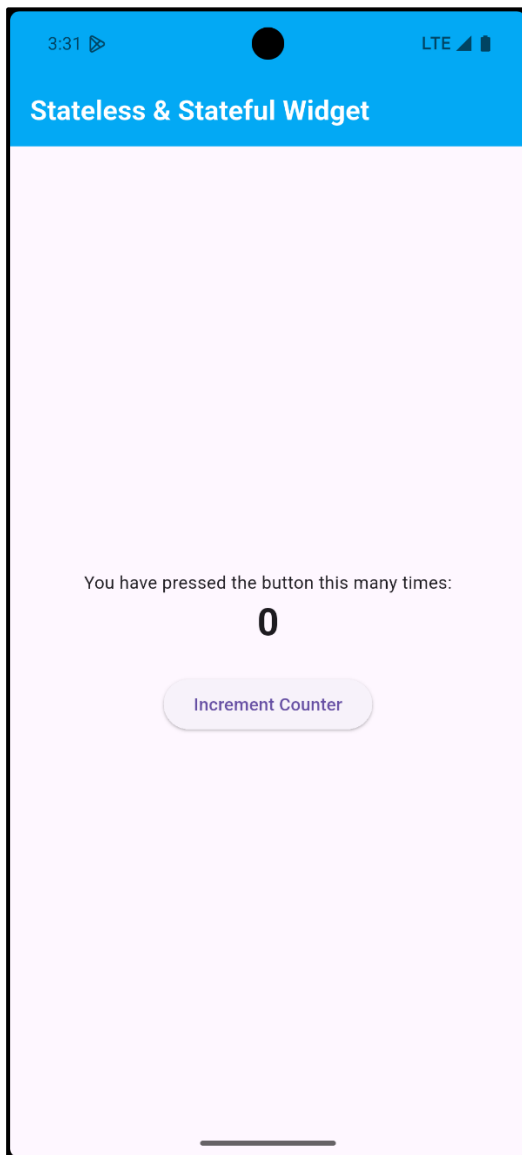 3:31 LTE
Stateless & Stateful Widget
You have pressed the button this many times:
0
Increment Counter